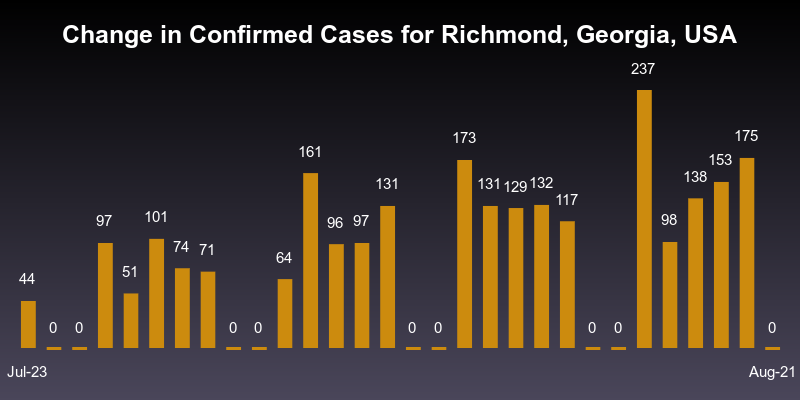 Change in Confirmed Cases for Richmond, Georgia, USA
44 0 0 97 51 101 74 71 0 0 64 161 96 97 131 0 0 173 131 129 132 117 0 0 237 98 138 153 175 0
Jul-23 Aug-21